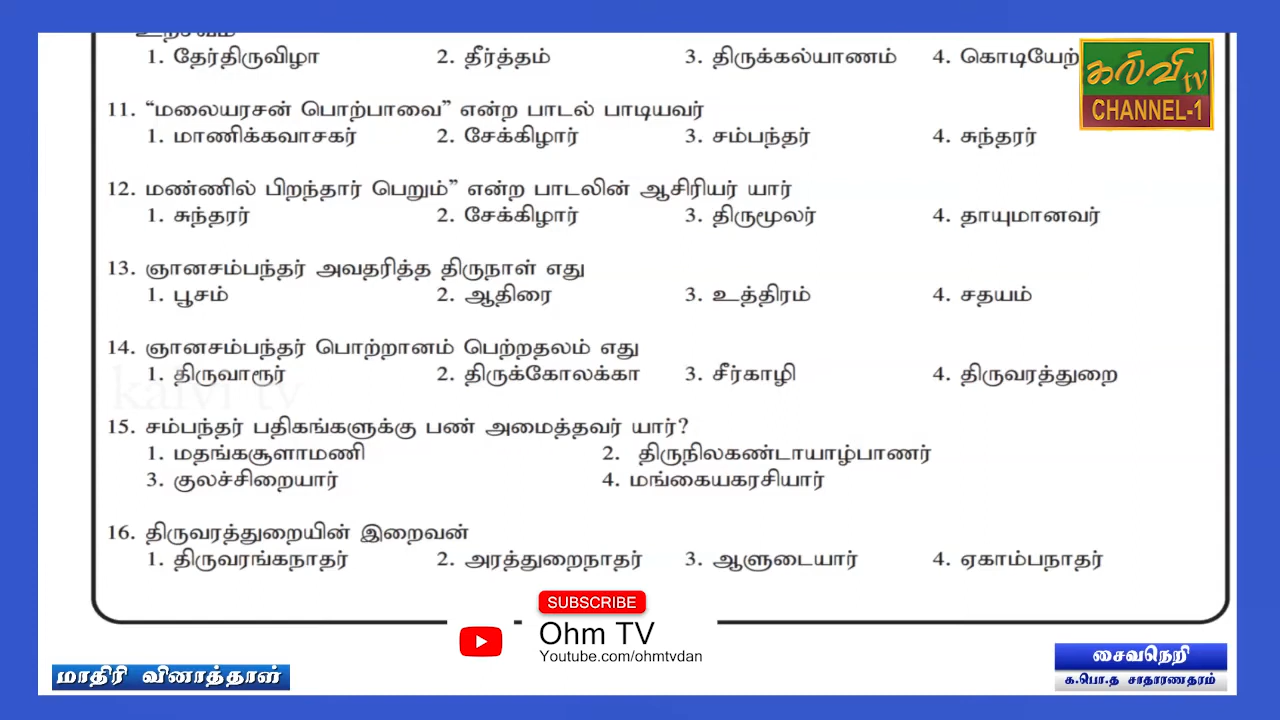 உற்சவம்
1. தேர்திருவிழா 2. தீர்த்தம் 3. திருக்கல்யாணம் 4. கொடியேற்
கல்வி tv
CHANNEL-1
11. “மலையரசன் பொற்பாவை” என்ற பாடல் பாடியவர்
1. மாணிக்கவாசகர் 2. சேக்கிழார் 3. சம்பந்தர் 4. சுந்தரர்
12. மண்ணில் பிறந்தார் பெறும்” என்ற பாடலின் ஆசிரியர் யார்
1. சுந்தரர் 2. சேக்கிழார் 3. திருமூலர் 4. தாயுமானவர்
13. ஞானசம்பந்தர் அவதரித்த திருநாள் எது
1. பூசம் 2. ஆதிரை 3. உத்திரம் 4. சதயம்
14. ஞானசம்பந்தர் பொற்றானம் பெற்றதலம் எது
1. திருவாரூர் 2. திருக்கோலக்கா 3. சீர்காழி 4. திருவரத்துறை
kalvi tv
15. சம்பந்தர் பதிகங்களுக்கு பண் அமைத்தவர் யார்?
1. மதங்கசூளாமணி 2. திருநிலகண்டாயாழ்பாணர்
3. குலச்சிறையார் 4. மங்கையகரசியார்
16. திருவரத்துறையின் இறைவன்
1. திருவரங்கநாதர் 2. அரத்துறைநாதர் 3. ஆளுடையார் 4. ஏகாம்பநாதர்
SUBSCRIBE
Ohm TV
Youtube.com/ohmtvdan
மாதிரி வினாத்தாள்
சைவநெறி
க.பொ.த சாதாரணதரம்